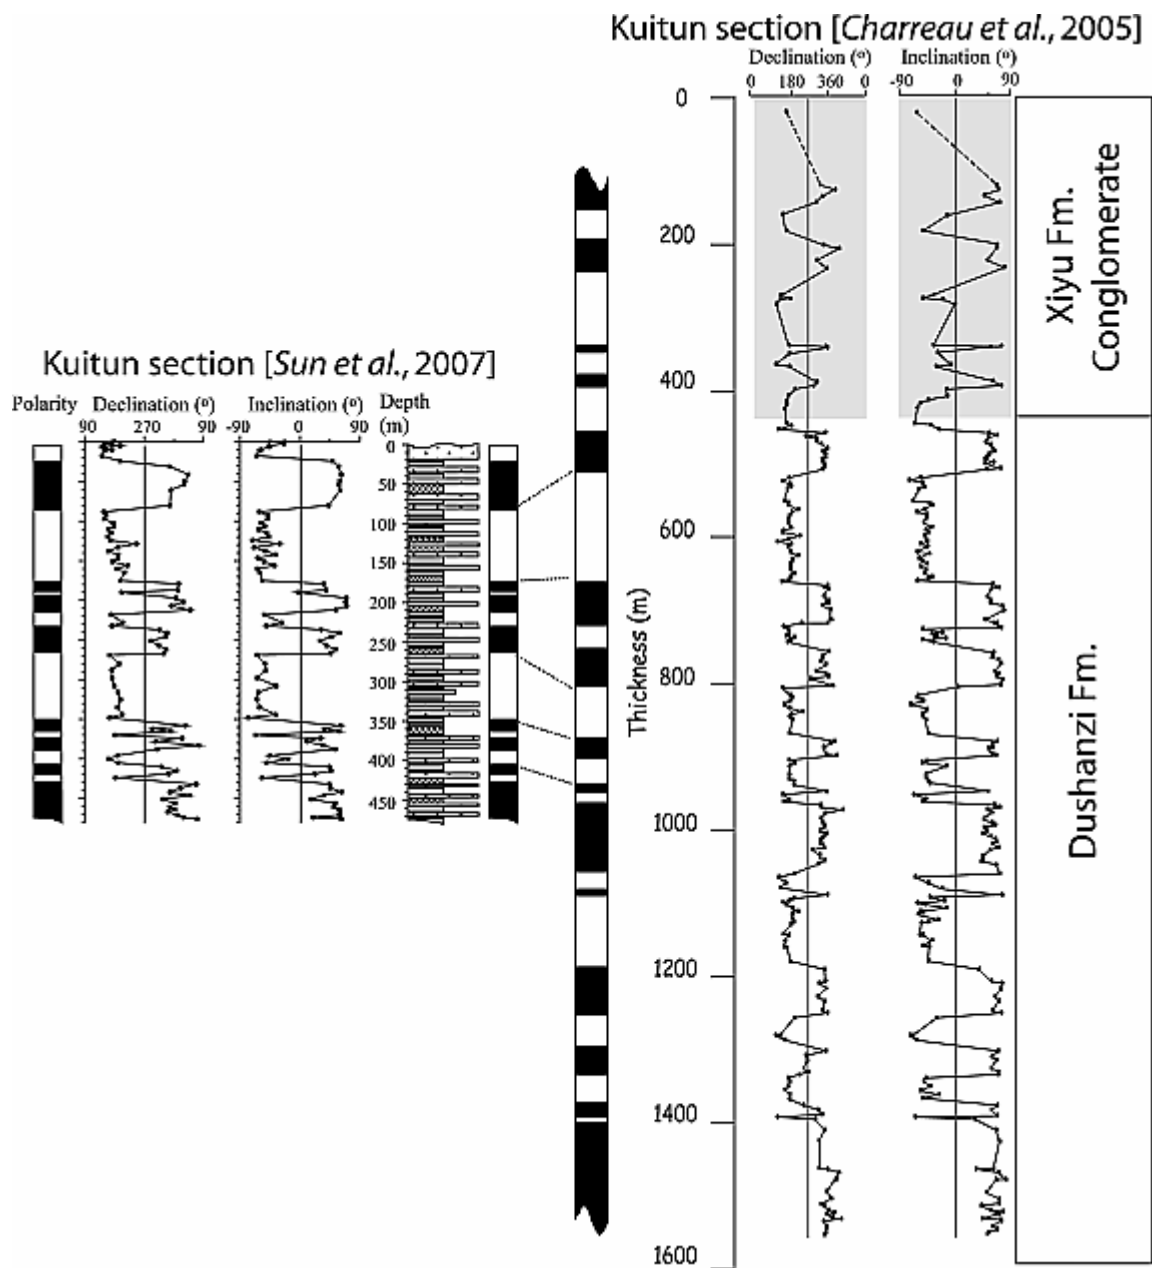 Kuitun section [Charreau et al., 2005]
Declination (º) Inclination (º)
0 180 360 0 -90 0 90
0
200
400
600
800
1000
1200
1400
1600
Thickness (m)
Xiyu Fm.
Conglomerate
Dushanzi Fm.
Kuitun section [Sun et al., 2007]
Polarity Declination (º) Inclination (º) Depth
(m)
90 270 90 -90 0 90
0
50
100
150
200
250
300
350
400
450